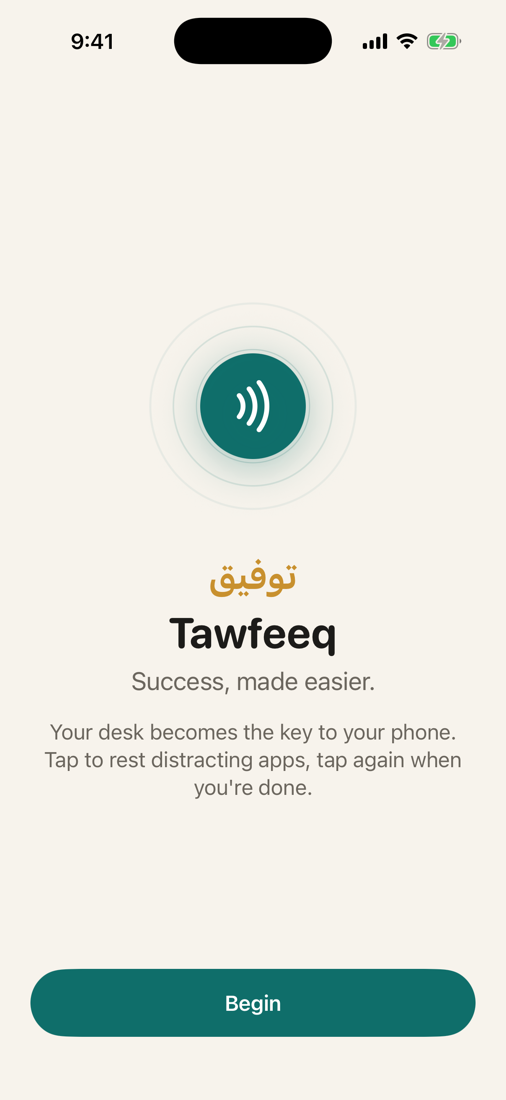 9:41
توفيق
Tawfeeq
Success, made easier.
Your desk becomes the key to your phone.
Tap to rest distracting apps, tap again when
you're done.
Begin